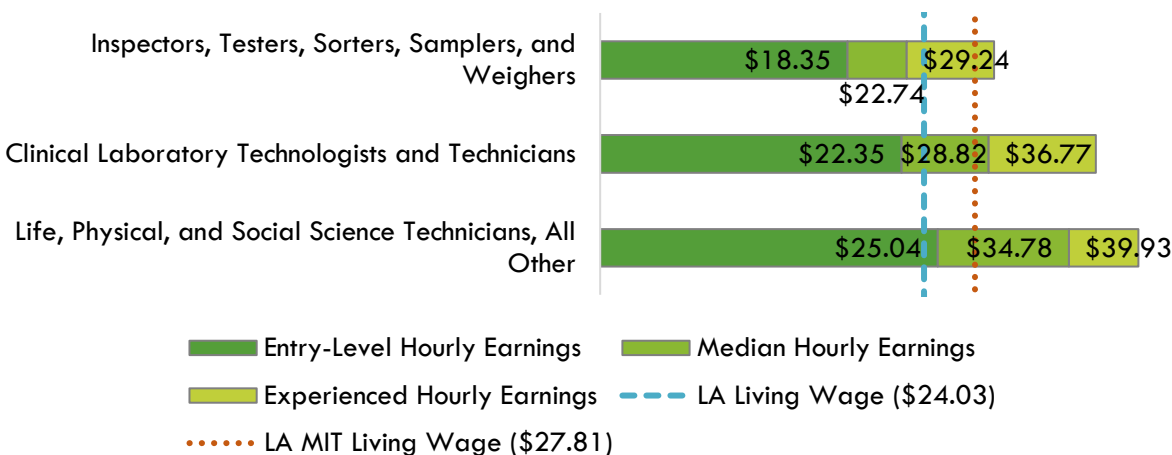 Inspectors, Testers, Sorters, Samplers, and
Weighers
$18.35
$29.24
$22.74
Clinical Laboratory Technologists and Technicians
$22.35
$28.82
$36.77
Life, Physical, and Social Science Technicians, All
Other
$25.04
$34.78
$39.93
Entry-Level Hourly Earnings
Median Hourly Earnings
Experienced Hourly Earnings
LA Living Wage ($24.03)
LA MIT Living Wage ($27.81)